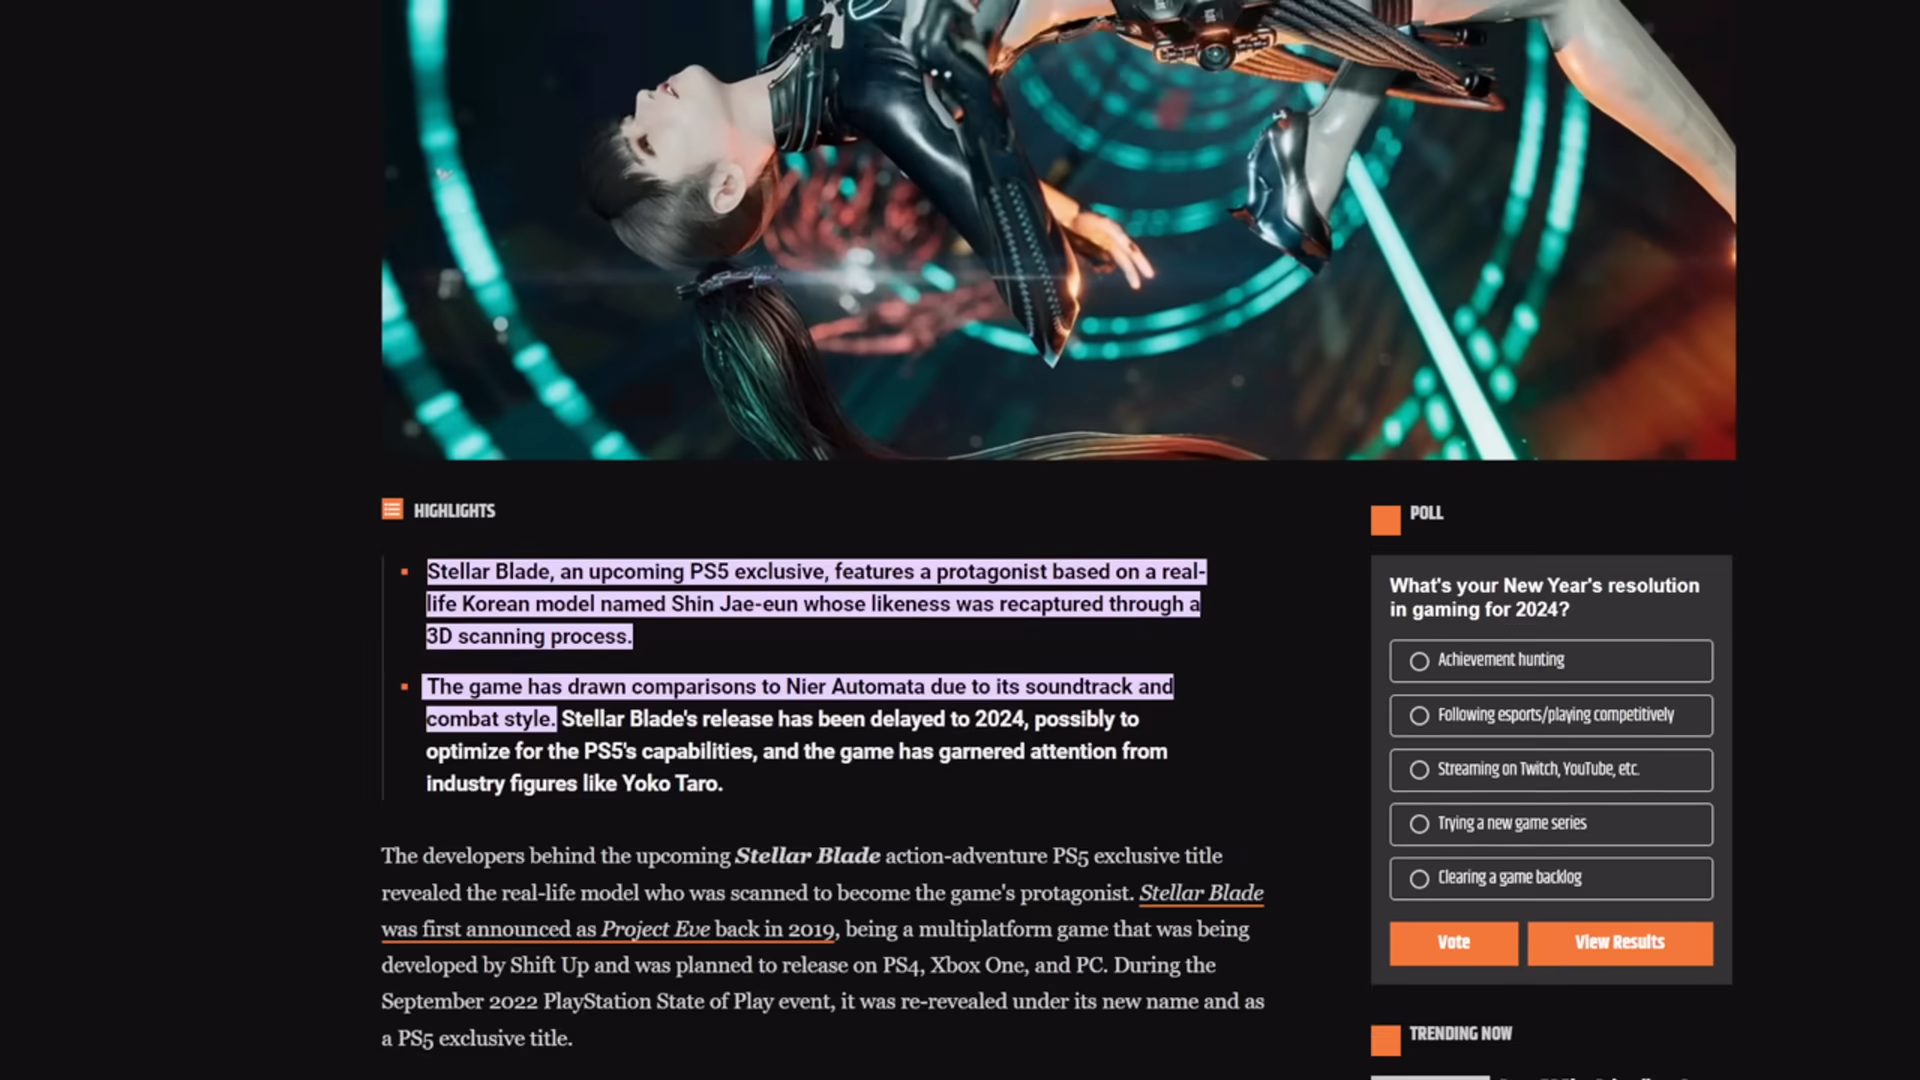 HIGHLIGHTS
Stellar Blade, an upcoming PS5 exclusive, features a protagonist based on a real-
life Korean model named Shin Jae-eun whose likeness was recaptured through a
3D scanning process.
The game has drawn comparisons to Nier Automata due to its soundtrack and
combat style. Stellar Blade's release has been delayed to 2024, possibly to
optimize for the PS5's capabilities, and the game has garnered attention from
industry figures like Yoko Taro.
The developers behind the upcoming Stellar Blade action-adventure PS5 exclusive title
revealed the real-life model who was scanned to become the game's protagonist. Stellar Blade
was first announced as Project Eve back in 2019, being a multiplatform game that was being
developed by Shift Up and was planned to release on PS4, Xbox One, and PC. During the
September 2022 PlayStation State of Play event, it was re-revealed under its new name and as
a PS5 exclusive title.
POLL
What's your New Year's resolution
in gaming for 2024?
Achievement hunting
Following esports/playing competitively
Streaming on Twitch, YouTube, etc.
Trying a new game series
Clearing a game backlog
Vote
View Results
TRENDING NOW